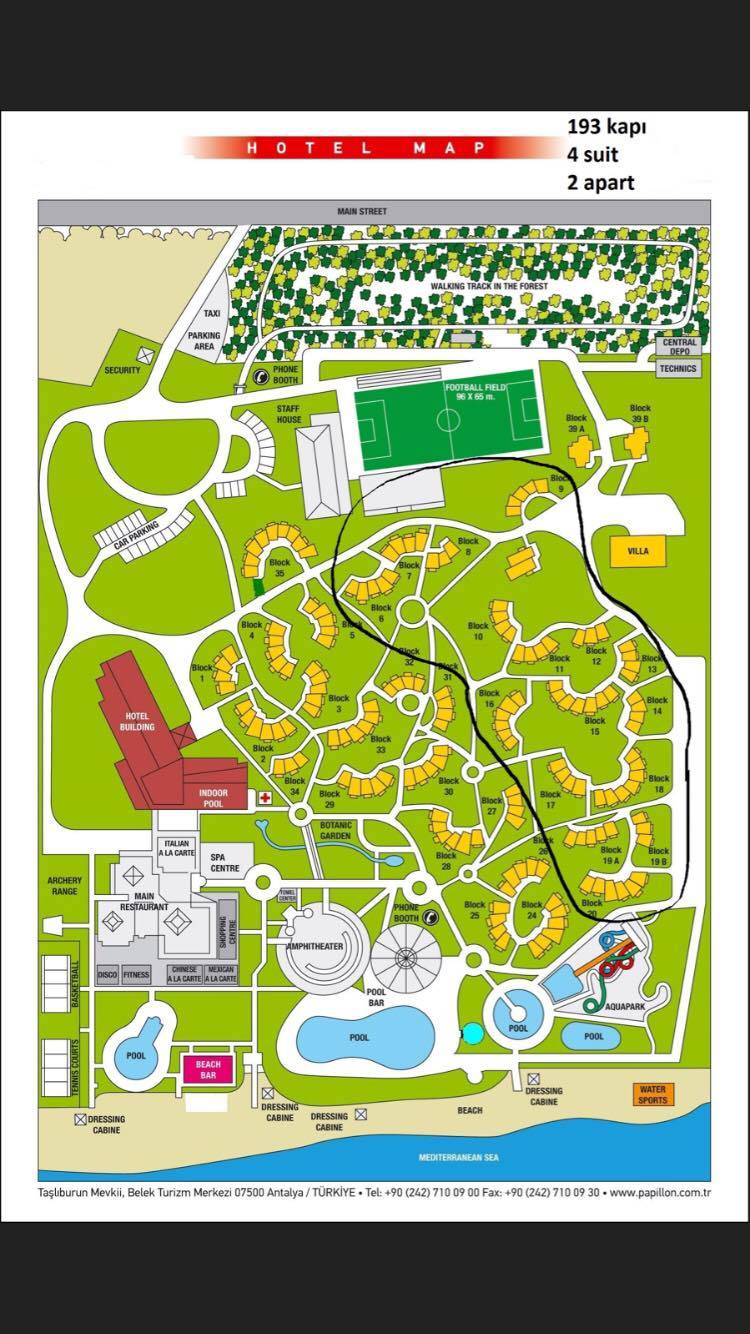 193 kapı
4 suit
2 apart
HOTEL MAP
MAIN STREET
WALKING TRACK IN THE FOREST
TAXI
PARKING
AREA
CENTRAL
DEPO
TECHNICS
SECURITY
PHONE
BOOTH
FOOTBALL FIELD
96 X 65 m.
STAFF
HOUSE
Block
39 A
Block
39 B
CAR PARKING
Block
9
VILLA
Block
35
Block
7
Block
8
Block
6
Block
5
Block
4
Block
10
Block
11
Block
12
Block
13
Block
32
Block
31
Block
1
Block
3
Block
16
Block
15
Block
14
HOTEL
BUILDING
Block
2
Block
33
Block
34
Block
29
Block
30
Block
27
Block
17
Block
18
INDOOR
POOL
BOTANIC
GARDEN
Block
28
Block
26
Block
19 A
Block
19 B
ITALIAN
A LA CARTE
SPA
CENTRE
ARCHERY
RANGE
MAIN
RESTAURANT
TOWEL
CENTER
SHOPPING
CENTRE
PHONE
BOOTH
Block
25
Block
24
Block
20
AMPHITHEATER
DISCO
FITNESS
CHINESE
A LA CARTE
MEXICAN
A LA CARTE
BASKETBALL
POOL
BAR
AQUAPARK
POOL
POOL
POOL
POOL
TENNIS COURTS
BEACH
BAR
DRESSING
CABINE
DRESSING
CABINE
DRESSING
CABINE
BEACH
DRESSING
CABINE
WATER
SPORTS
MEDITERRANEAN SEA
Taşlıburun Mevkii, Belek Turizm Merkezi 07500 Antalya / TÜRKİYE • Tel: +90 (242) 710 09 00 Fax: +90 (242) 710 09 30 • www.papillon.com.tr